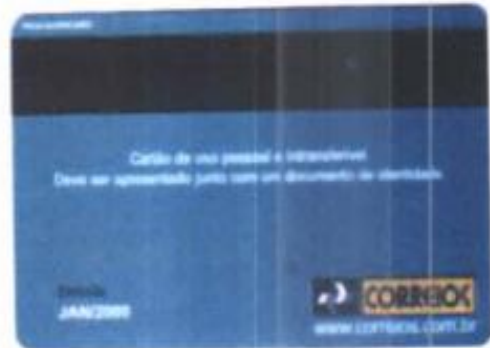 Cartão de uso pessoal e intransferível
Deve ser apresentado junto com um documento de identidade
Emissão
JAN/2000
CORREIOS
www.correios.com.br